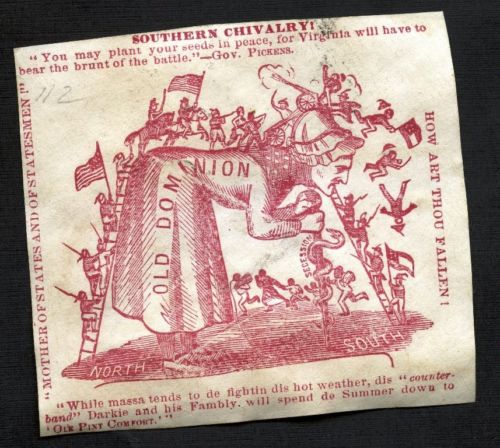 SOUTHERN CHIVALRY!
"You may plant your seeds in peace, for Virginia will have to
bear the brunt of the battle."—Gov. PICKENS.
112
"MOTHER OF STATES AND OF STATESMEN!"
HOW ART THOU FALLEN!
OLD DOMINION
SECESSION
NORTH
SOUTH
"While massa tends to de fightin dis hot weather, dis "counter-
band" Darkie and his Fambly. will spend de Summer down to
'OLE PINT COMFORT.'"